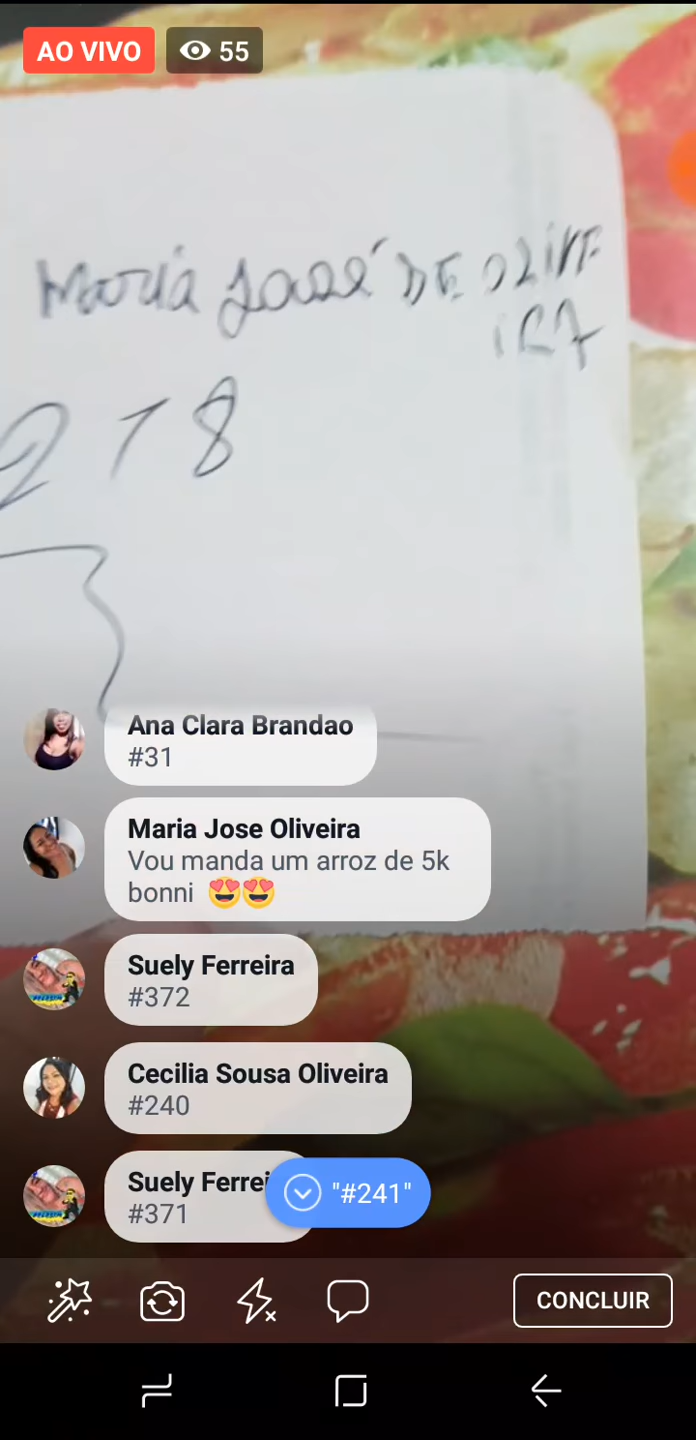 AO VIVO 55
Maria José DE OLIVE
IRA
218
Ana Clara Brandao
#31
Maria Jose Oliveira
Vou manda um arroz de 5k
bonni 😍😍
Suely Ferreira
#372
Cecilia Sousa Oliveira
#240
Suely Ferrei
#371
"#241"
CONCLUIR